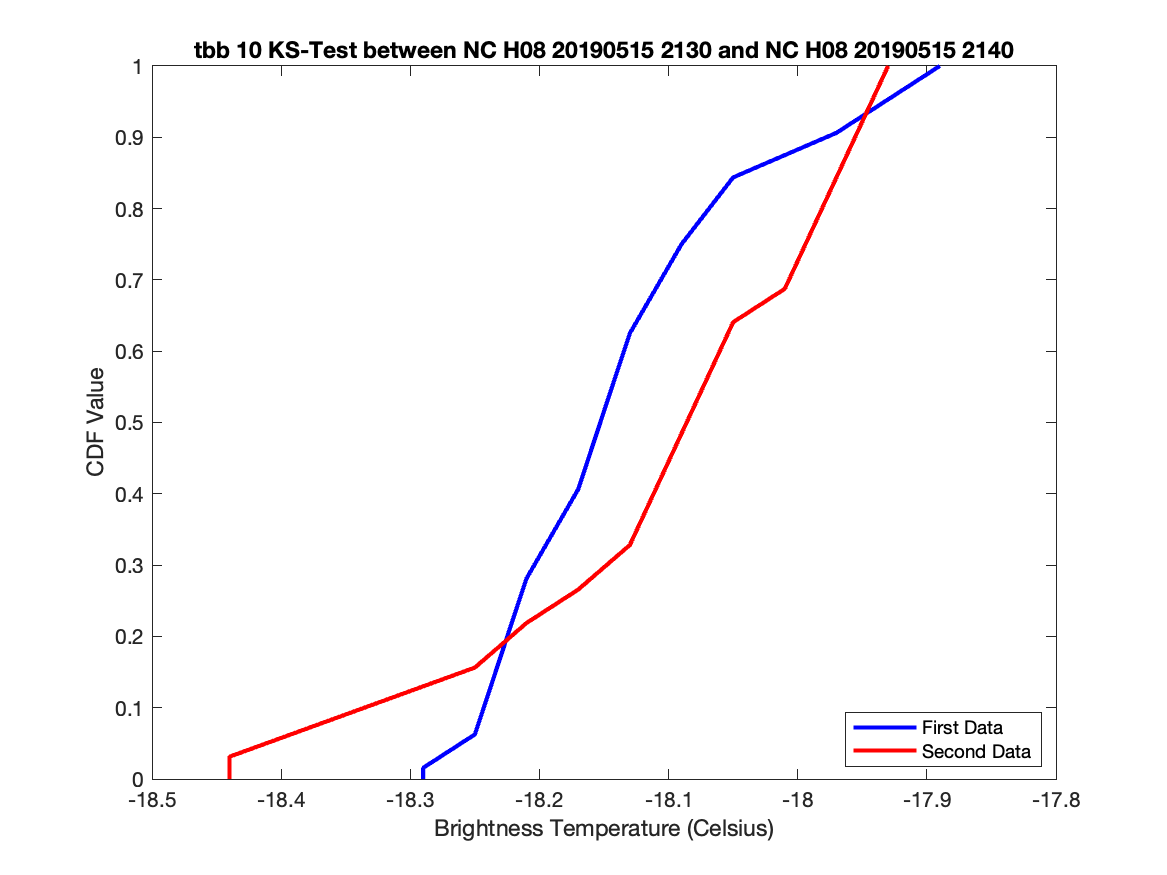 tbb 10 KS-Test between NC H08 20190515 2130 and NC H08 20190515 2140
1
0.9
0.8
0.7
0.6
0.5
0.4
0.3
0.2
0.1
0
CDF Value
First Data
Second Data
-18.5 -18.4 -18.3 -18.2 -18.1 -18 -17.9 -17.8
Brightness Temperature (Celsius)